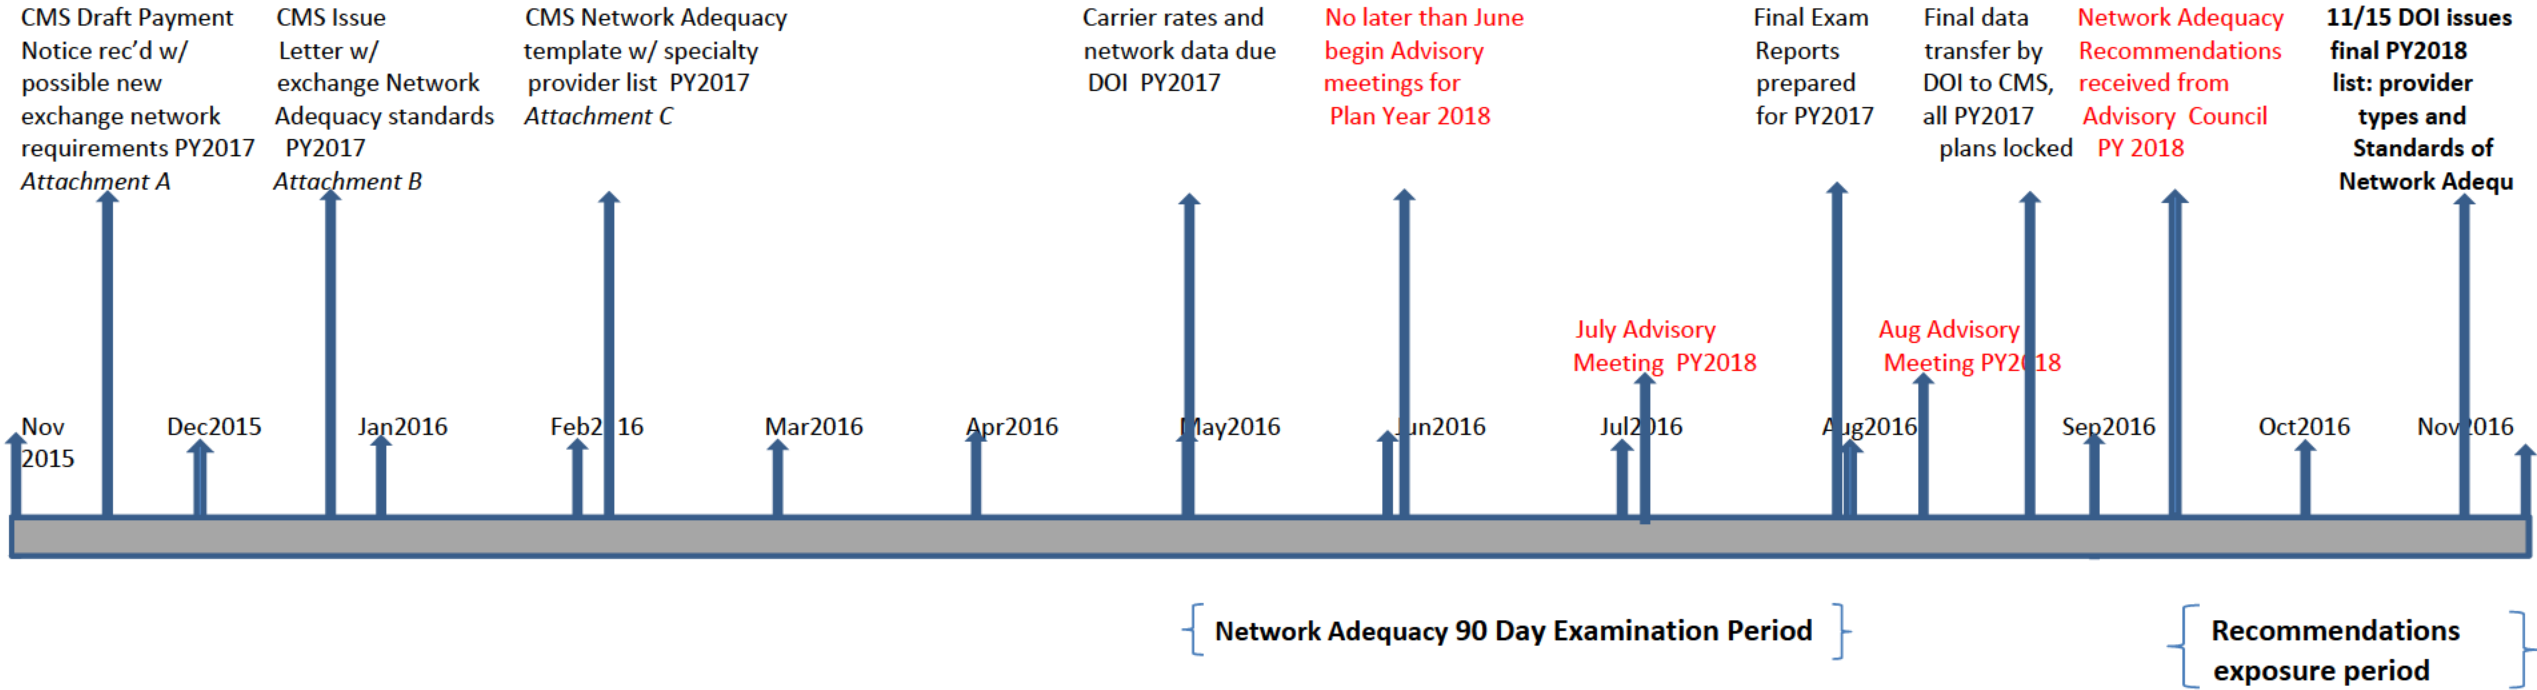 CMS Draft Payment
Notice rec’d w/
possible new
exchange network
requirements PY2017
Attachment A
CMS Issue
Letter w/
exchange Network
Adequacy standards
PY2017
Attachment B
CMS Network Adequacy
template w/ specialty
provider list PY2017
Attachment C
Carrier rates and
network data due
DOI PY2017
No later than June
begin Advisory
meetings for
Plan Year 2018
Final Exam
Reports
prepared
for PY2017
Final data
transfer by
DOI to CMS,
all PY2017
plans locked
Network Adequacy
Recommendations
received from
Advisory Council
PY 2018
11/15 DOI issues
final PY2018
list: provider
types and
Standards of
Network Adequ
July Advisory
Meeting PY2018
Aug Advisory
Meeting PY2018
Nov
2015
Dec2015
Jan2016
Feb2016
Mar2016
Apr2016
May2016
Jun2016
Jul2016
Aug2016
Sep2016
Oct2016
Nov2016
Network Adequacy 90 Day Examination Period
Recommendations
exposure period